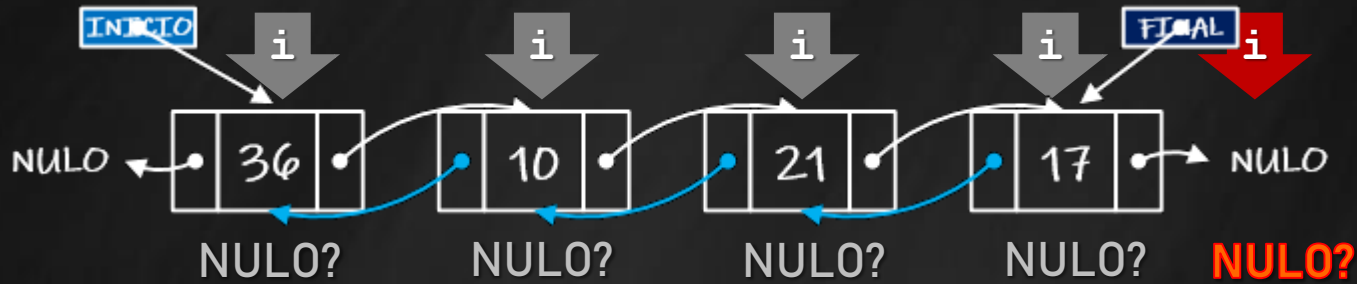 INICIO FINAL
i i i i i
NULO 36 10 21 17 NULO
NULO? NULO? NULO? NULO? NULO?